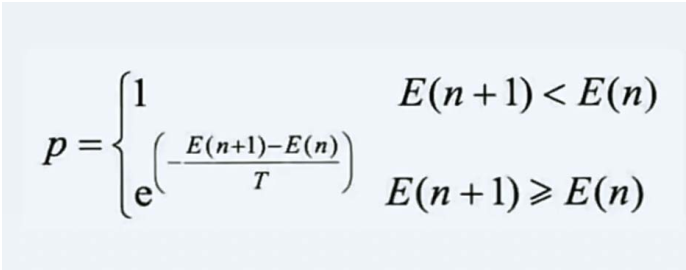 p = { 1    E(n+1) < E(n)
e^(-(E(n+1)-E(n))/T)    E(n+1) ⩾ E(n)